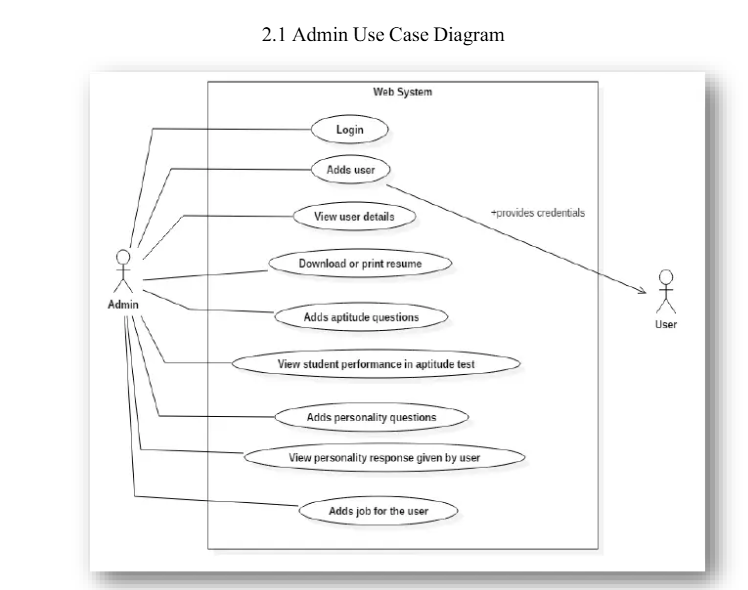 2.1 Admin Use Case Diagram
Web System
Login
Adds user
View user details
+provides credentials
Download or print resume
Admin
Adds aptitude questions
User
View student performance in aptitude test
Adds personality questions
View personality response given by user
Adds job for the user